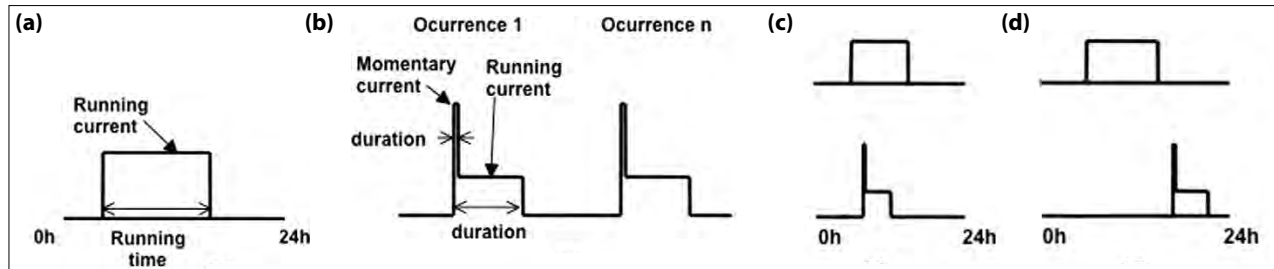 (a)
Running
current
0h
Running
time
24h
(b)
Ocurrence 1
Ocurrence n
Momentary
current
Running
current
duration
duration
(c)
0h
24h
(d)
0h
24h